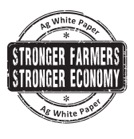 Ag White Paper
STRONGER FARMERS
STRONGER ECONOMY
Ag White Paper